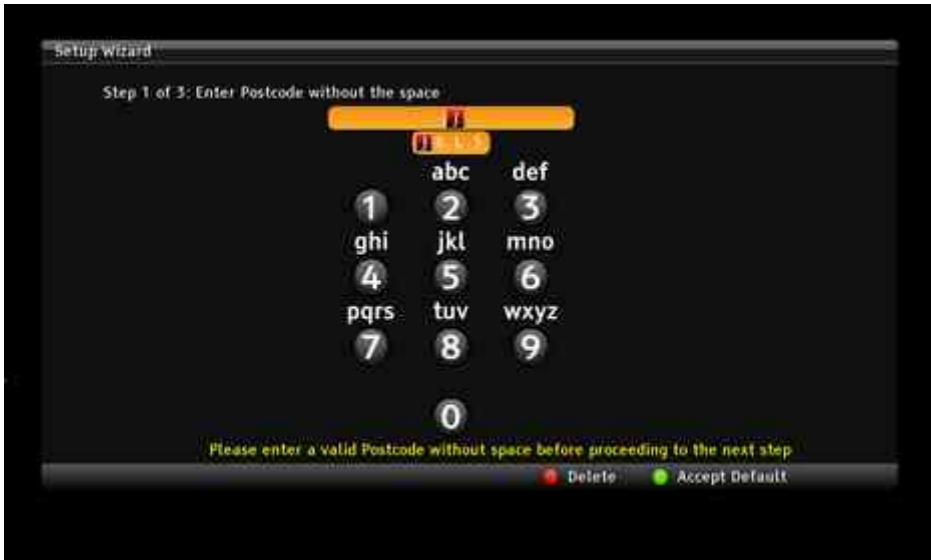 Setup Wizard
Step 1 of 3: Enter Postcode without the space
J
J K L 5
abc def
1 2 3
ghi jkl mno
4 5 6
pqrs tuv wxyz
7 8 9
0
Please enter a valid Postcode without space before proceeding to the next step
Delete Accept Default